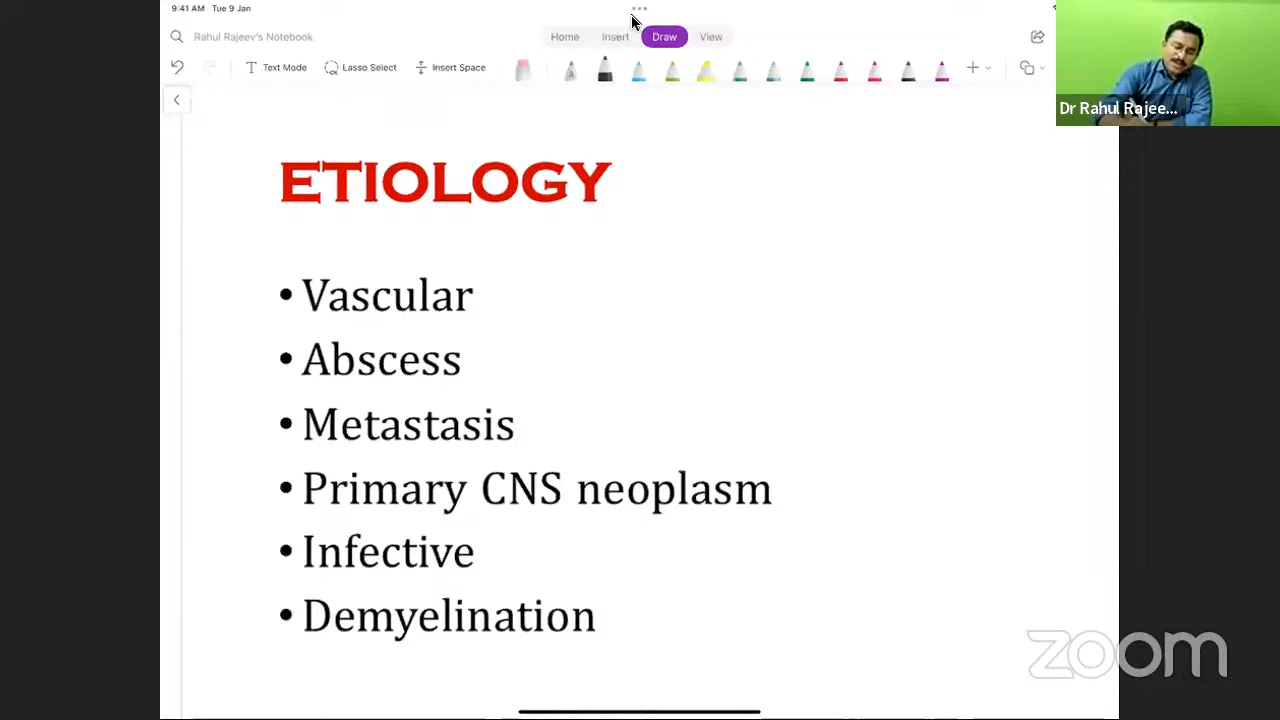 9:41 AM Tue 9 Jan
Rahul Rajeev's Notebook
Home Insert Draw View
Text Mode Lasso Select Insert Space
Dr Rahul Rajee...
ETIOLOGY
• Vascular
• Abscess
• Metastasis
• Primary CNS neoplasm
• Infective
• Demyelination
zoom